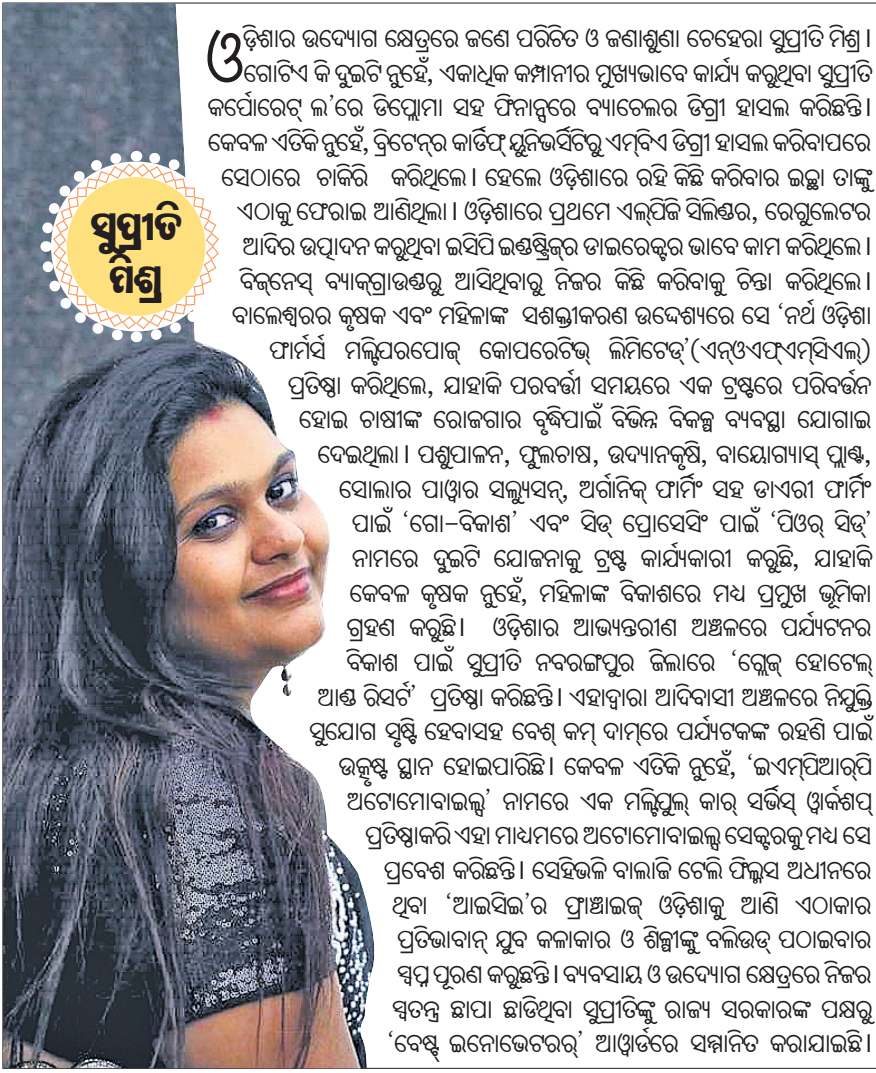 ସୁପ୍ରୀତି
ମିଶ୍ର
ଓଡ଼ିଶାର ଉଦ୍ୟୋଗ କ୍ଷେତ୍ରରେ ଜଣେ ପରିଚିତ ଓ ଜଣାଶୁଣା ଚେହେରା ସୁପ୍ରୀତି ମିଶ୍ର।
ଗୋଟିଏ କି ଦୁଇଟି ନୁହେଁ, ଏକାଧିକ କମ୍ପାନୀର ମୁଖ୍ୟଭାବେ କାର୍ଯ୍ୟ କରୁଥିବା ସୁପ୍ରୀତି
କର୍ପୋରେଟ୍ ଲ'ରେ ଡିପ୍ଲୋମା ସହ ଫିନାନ୍ସରେ ବ୍ୟାଚେଲର ଡିଗ୍ରୀ ହାସଲ କରିଛନ୍ତି।
କେବଳ ଏତିକି ନୁହେଁ, ବ୍ରିଟେନ୍‌ର କାର୍ଡିଫ୍ ୟୁନିଭର୍ସିଟିରୁ ଏମ୍‌ବିଏ ଡିଗ୍ରୀ ହାସଲ କରିବାପରେ
ସେଠାରେ ଚାକିରି କରିଥିଲେ। ହେଲେ ଓଡ଼ିଶାରେ ରହି କିଛି କରିବାର ଇଚ୍ଛା ତାଙ୍କୁ
ଏଠାକୁ ଫେରାଇ ଆଣିଥିଲା। ଓଡ଼ିଶାରେ ପ୍ରଥମେ ଏଲ୍‌ପିଜି ସିଲିଣ୍ଡର, ରେଗୁଲେଟର
ଆଦିର ଉତ୍ପାଦନ କରୁଥିବା ଇସିପି ଇଣ୍ଡଷ୍ଟ୍ରିଜ୍‌ର ଡାଇରେକ୍ଟର ଭାବେ କାମ କରିଥିଲେ।
ବିଜ୍‌ନେସ୍ ବ୍ୟାକ୍‌ଗ୍ରାଉଣ୍ଡରୁ ଆସିଥିବାରୁ ନିଜର କିଛି କରିବାକୁ ଚିନ୍ତା କରିଥିଲେ।
ବାଲେଶ୍ୱରର କୃଷକ ଏବଂ ମହିଳାଙ୍କ ସଶକ୍ତୀକରଣ ଉଦ୍ଦେଶ୍ୟରେ ସେ ‘ନର୍ଥ ଓଡ଼ିଶା
ଫାର୍ମର୍ସ ମଲ୍ଟିପରପୋଜ୍ କୋପରେଟିଭ୍ ଲିମିଟେଡ୍’(ଏନ୍‌ଓଏଫ୍‌ଏମ୍‌ସିଏଲ୍)
ପ୍ରତିଷ୍ଠା କରିଥିଲେ, ଯାହାକି ପରବର୍ତ୍ତୀ ସମୟରେ ଏକ ଟ୍ରଷ୍ଟରେ ପରିବର୍ତ୍ତନ
ହୋଇ ଚାଷୀଙ୍କ ରୋଜଗାର ବୃଦ୍ଧିପାଇଁ ବିଭିନ୍ନ ବିକଳ୍ପ ବ୍ୟବସ୍ଥା ଯୋଗାଇ
ଦେଇଥିଲା। ପଶୁପାଳନ, ଫୁଲଚାଷ, ଉଦ୍ୟାନକୃଷି, ବାୟୋଗ୍ୟାସ୍ ପ୍ଲାଣ୍ଟ,
ସୋଲାର ପାୱାର ସଲ୍ୟୁସନ୍, ଅର୍ଗାନିକ୍ ଫାର୍ମିଂ ସହ ଡାଏରୀ ଫାର୍ମିଂ
ପାଇଁ ‘ଗୋ-ବିକାଶ’ ଏବଂ ସିଡ୍ ପ୍ରୋସେସିଂ ପାଇଁ ‘ପିଓର୍ ସିଡ୍’
ନାମରେ ଦୁଇଟି ଯୋଜନାକୁ ଟ୍ରଷ୍ଟ କାର୍ଯ୍ୟକାରୀ କରୁଛି, ଯାହାକି
କେବଳ କୃଷକ ନୁହେଁ, ମହିଳାଙ୍କ ବିକାଶରେ ମଧ୍ୟ ପ୍ରମୁଖ ଭୂମିକା
ଗ୍ରହଣ କରୁଛି। ଓଡ଼ିଶାର ଆଭ୍ୟନ୍ତରୀଣ ଅଞ୍ଚଳରେ ପର୍ଯ୍ୟଟନର
ବିକାଶ ପାଇଁ ସୁପ୍ରୀତି ନବରଙ୍ଗପୁର ଜିଲାରେ ‘ଗ୍ଲେଜ୍ ହୋଟେଲ୍
ଆଣ୍ଡ ରିସର୍ଟ’ ପ୍ରତିଷ୍ଠା କରିଛନ୍ତି। ଏହାଦ୍ୱାରା ଆଦିବାସୀ ଅଞ୍ଚଳରେ ନିଯୁକ୍ତି
ସୁଯୋଗ ସୃଷ୍ଟି ହେବାସହ ବେଶ୍ କମ୍ ଦାମ୍‌ରେ ପର୍ଯ୍ୟଟକଙ୍କ ରହଣି ପାଇଁ
ଉତ୍କୃଷ୍ଟ ସ୍ଥାନ ହୋଇପାରିଛି। କେବଳ ଏତିକି ନୁହେଁ, ‘ଇଏମ୍‌ପିଆର୍‌ପି
ଅଟୋମୋବାଇଲ୍ସ’ ନାମରେ ଏକ ମଲ୍ଟିପୁଲ୍ କାର୍ ସର୍ଭିସ୍ ୱାର୍କଶପ୍
ପ୍ରତିଷ୍ଠାକରି ଏହା ମାଧ୍ୟମରେ ଅଟୋମୋବାଇଲ୍ସ ସେକ୍ଟରକୁ ମଧ୍ୟ ସେ
ପ୍ରବେଶ କରିଛନ୍ତି। ସେହିଭଳି ବାଲାଜି ଟେଲି ଫିଲ୍ମସ ଅଧୀନରେ
ଥିବା ‘ଆଇସିଇ’ର ଫ୍ରାଞ୍ଚାଇଜ୍ ଓଡ଼ିଶାକୁ ଆଣି ଏଠାକାର
ପ୍ରତିଭାବାନ୍ ଯୁବ କଳାକାର ଓ ଶିଳ୍ପୀଙ୍କୁ ବଲିଉଡ୍ ପଠାଇବାର
ସ୍ୱପ୍ନ ପୂରଣ କରୁଛନ୍ତି। ବ୍ୟବସାୟ ଓ ଉଦ୍ୟୋଗ କ୍ଷେତ୍ରରେ ନିଜର
ସ୍ୱତନ୍ତ୍ର ଛାପା ଛାଡିଥିବା ସୁପ୍ରୀତିଙ୍କୁ ରାଜ୍ୟ ସରକାରଙ୍କ ପକ୍ଷରୁ
‘ବେଷ୍ଟ ଇନୋଭେଟରର୍’ ଆୱାର୍ଡରେ ସମ୍ମାନିତ କରାଯାଇଛି।